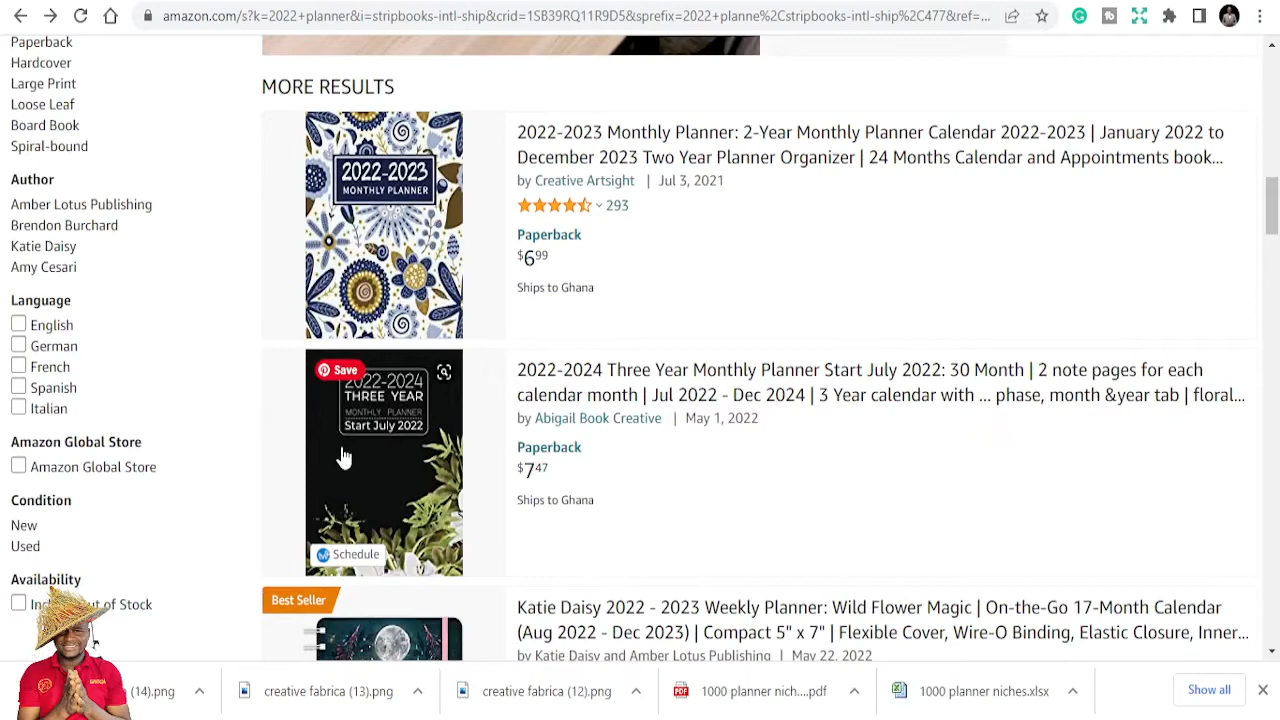 amazon.com/s?k=2022+planner&i=stripbooks-intl-ship&crid=1SB39RQ11R9D5&sprefix=2022+planne%2Cstripbooks-intl-ship%2C477&ref=...
Paperback
Hardcover
Large Print
Loose Leaf
Board Book
Spiral-bound
Author
Amber Lotus Publishing
Brendon Burchard
Katie Daisy
Amy Cesari
Language
English
German
French
Spanish
Italian
Amazon Global Store
Amazon Global Store
Condition
New
Used
Availability
of Stock
MORE RESULTS
2022-2023
MONTHLY PLANNER
2022-2023 Monthly Planner: 2-Year Monthly Planner Calendar 2022-2023 | January 2022 to
December 2023 Two Year Planner Organizer | 24 Months Calendar and Appointments book...
by Creative Artsight | Jul 3, 2021
293
Paperback
$6.99
Ships to Ghana
Save
2022-2024
THREE YEAR
MONTHLY PLANNER
Start July 2022
Schedule
2022-2024 Three Year Monthly Planner Start July 2022: 30 Month | 2 note pages for each
calendar month | Jul 2022 - Dec 2024 | 3 Year calendar with ... phase, month &year tab | floral...
by Abigail Book Creative | May 1, 2022
Paperback
$7.47
Ships to Ghana
Best Seller
Katie Daisy 2022 - 2023 Weekly Planner: Wild Flower Magic | On-the-Go 17-Month Calendar
(Aug 2022 - Dec 2023) | Compact 5" x 7" | Flexible Cover, Wire-O Binding, Elastic Closure, Inner...
by Katie Daisy and Amber Lotus Publishing | May 22, 2022
(14).png
creative fabrica (13).png
creative fabrica (12).png
1000 planner nich....pdf
1000 planner niches.xlsx
Show all